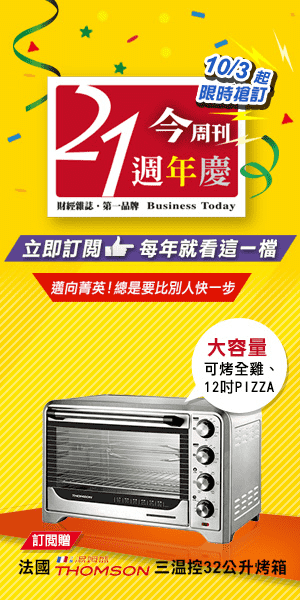 10/3起
限時搶訂
21 今周刊
週年慶
財經雜誌・第一品牌 Business Today
立即訂閱 每年就看這一檔
邁向菁英!總是要比別人快一步
大容量
可烤全雞、
12吋PIZZA
THOMSON
訂閱贈
法國 THOMSON 三温控32公升烤箱